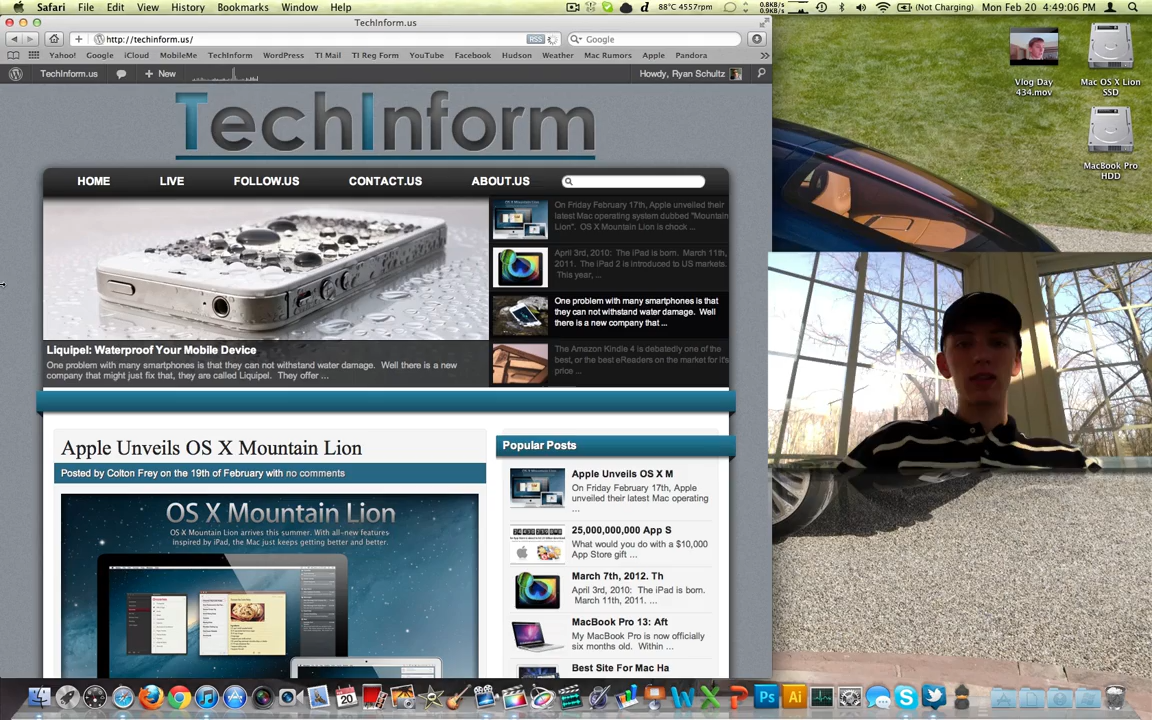 Safari File Edit View History Bookmarks Window Help
88°C 4557rpm
0.8KB/s
0.1KB/s
(Not Charging) Mon Feb 20 4:49:06 PM
TechInform.us
http://techinform.us/
RSS
Google
Yahoo! Google iCloud MobileMe TechInform WordPress TI Mail TI Reg Form YouTube Facebook Hudson Weather Mac Rumors Apple Pandora
TechInform.us
New
Howdy, Ryan Schultz
TechInform
HOME LIVE FOLLOW.US CONTACT.US ABOUT.US
On Friday February 17th, Apple unveiled their
latest Mac operating system dubbed "Mountain
Lion". OS X Mountain Lion is chock ...
April 3rd, 2010: The iPad is born. March 11th,
2011. The iPad 2 is introduced to US markets.
This year, ...
One problem with many smartphones is that
they can not withstand water damage. Well
there is a new company that ...
The Amazon Kindle 4 is debatedly one of the
best, or the best eReaders on the market for it's
price ...
Liquipel: Waterproof Your Mobile Device
One problem with many smartphones is that they can not withstand water damage. Well there is a new
company that might just fix that, they are called Liquipel. They offer ...
Apple Unveils OS X Mountain Lion
Posted by Colton Frey on the 19th of February with no comments
OS X Mountain Lion
OS X Mountain Lion arrives this summer. With all-new features
inspired by iPad, the Mac just keeps getting better and better.
Popular Posts
Apple Unveils OS X M
On Friday February 17th, Apple
unveiled their latest Mac operating
...
25,000,000,000 App S
What would you do with a $10,000
App Store gift ...
March 7th, 2012. Th
April 3rd, 2010: The iPad is born.
March 11th, 2011. ...
MacBook Pro 13: Aft
My MacBook Pro is now officially
six months old. Within ...
Best Site For Mac Ha
Vlog Day
434.mov
Mac OS X Lion
SSD
MacBook Pro
HDD
20
Ps
Ai